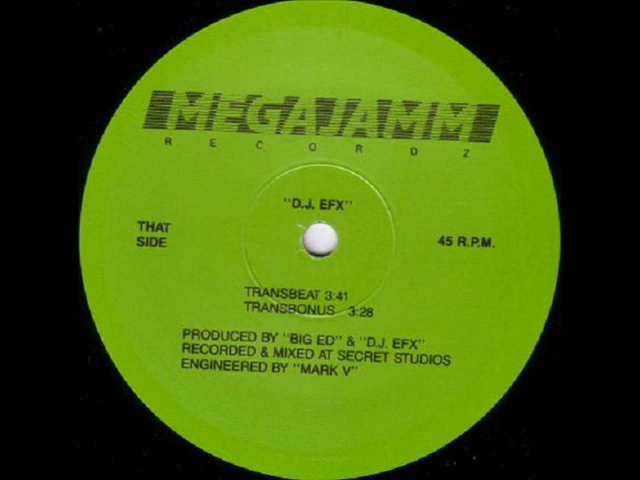 MEGAJAMM
RECORDZ
"D.J. EFX"
THAT
SIDE
45 R.P.M.
TRANSBEAT 3:41
TRANSBONUS 3:28
PRODUCED BY "BIG ED" & "D.J. EFX"
RECORDED & MIXED AT SECRET STUDIOS
ENGINEERED BY "MARK V"